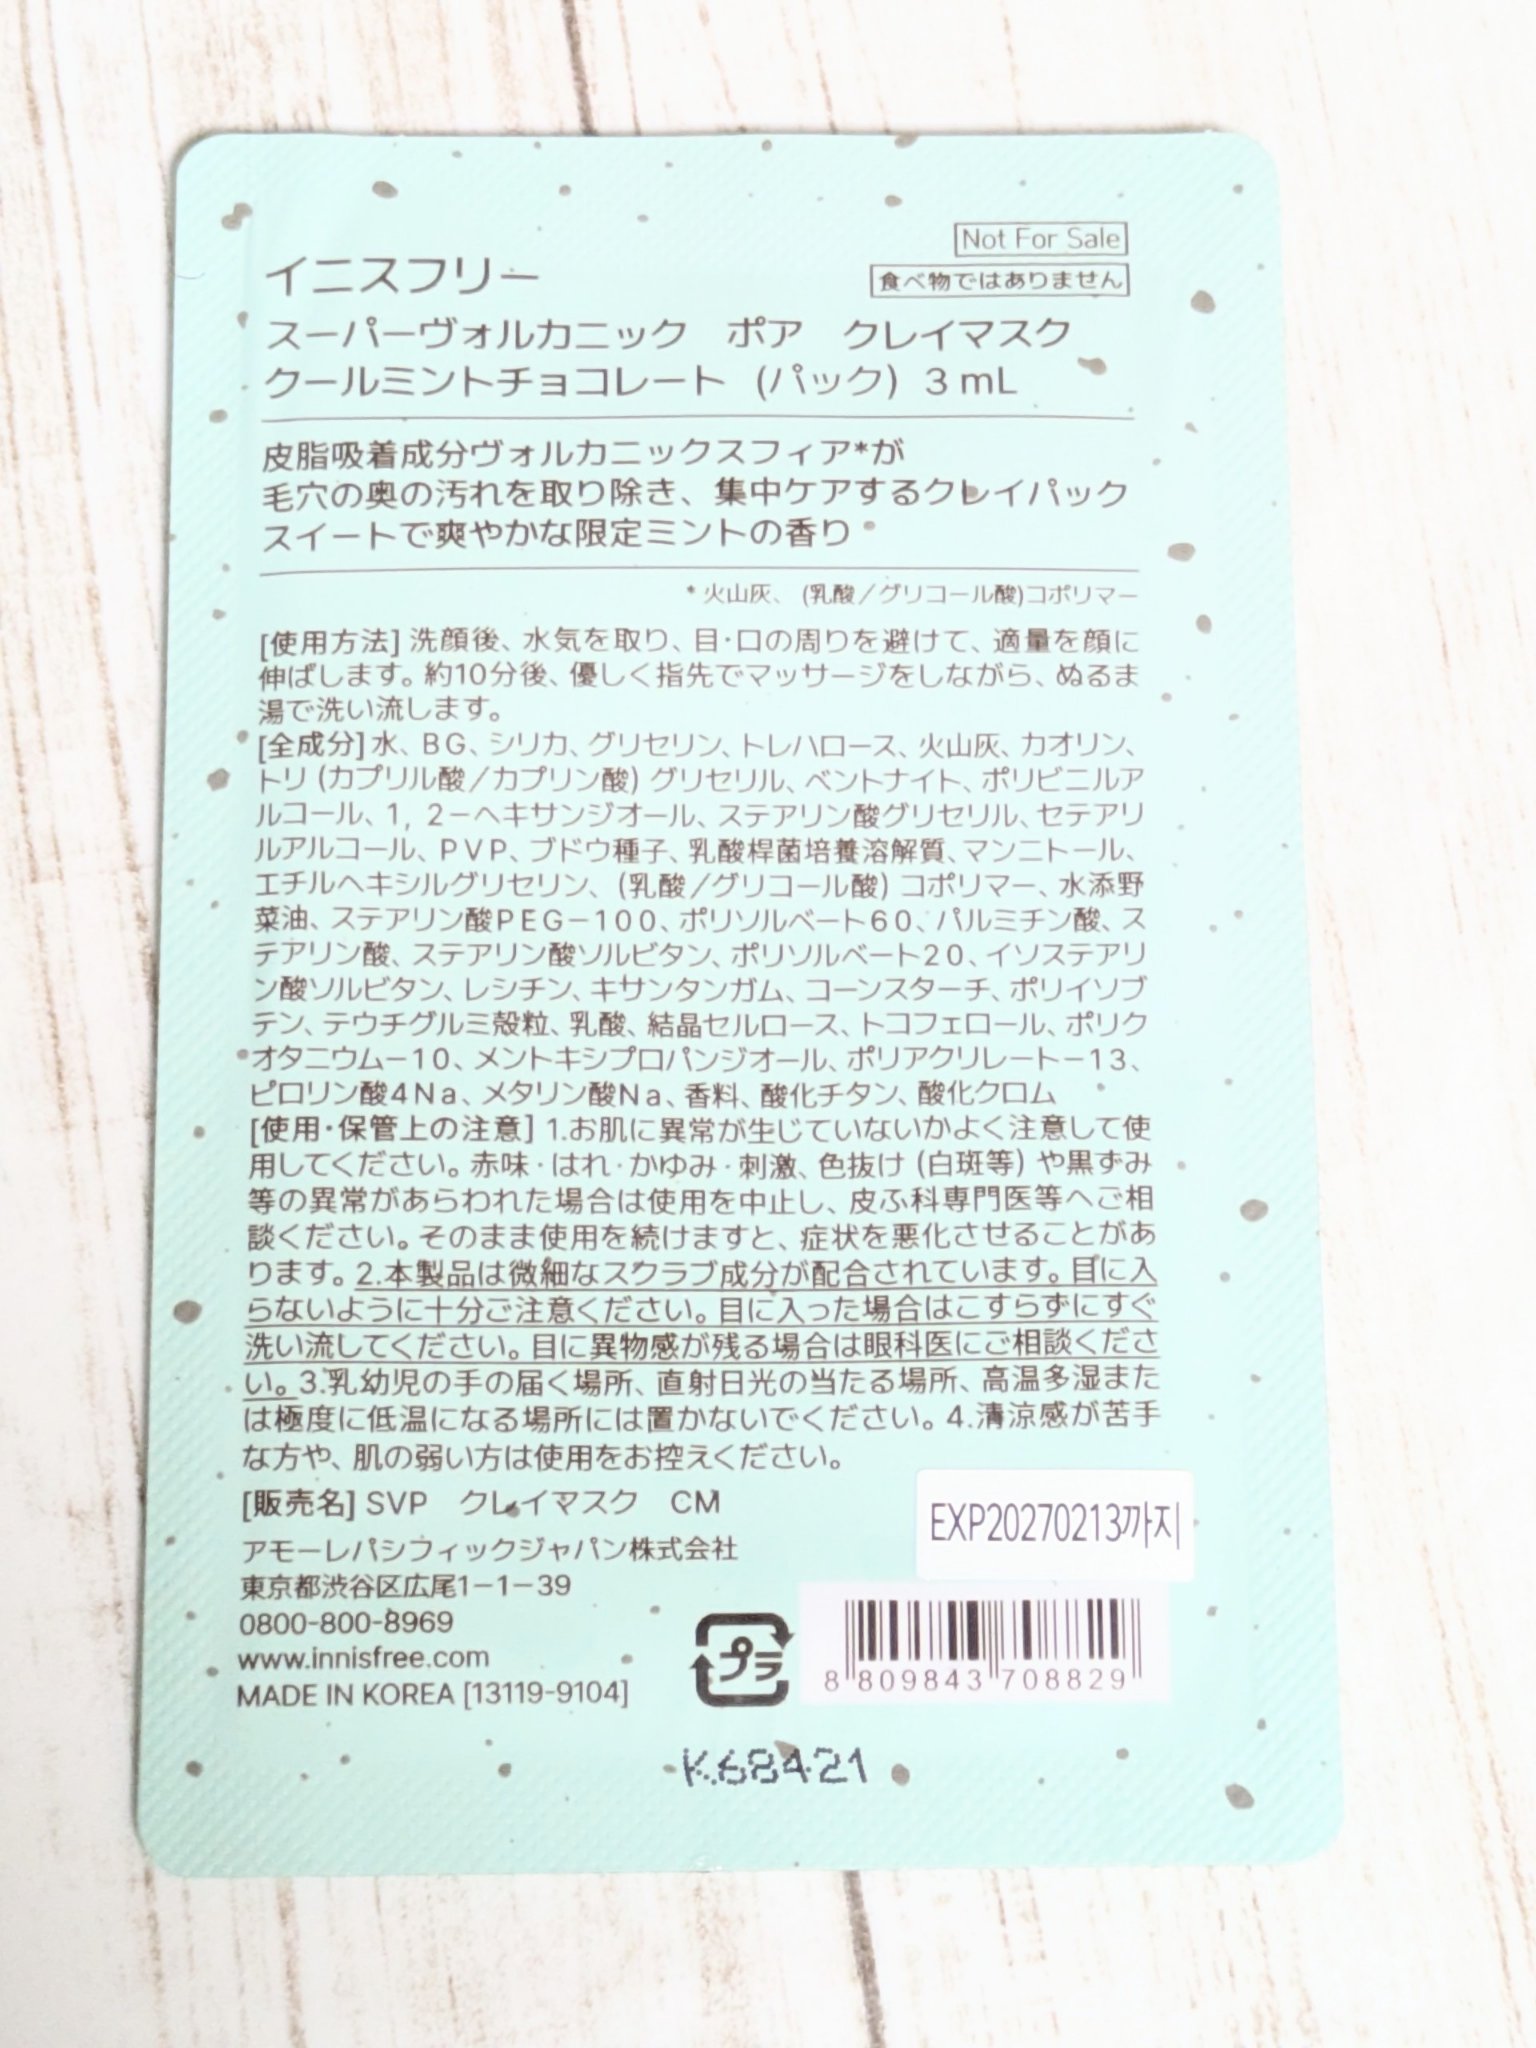 Not For Sale
イニスフリー
食べ物ではありません
スーパーヴォルカニック ポア クレイマスク
クールミントチョコレート (パック) 3mL
皮脂吸着成分ヴォルカニックスフィア*が
毛穴の奥の汚れを取り除き、集中ケアするクレイパック
スイートで爽やかな限定ミントの香り
*火山灰、(乳酸/グリコール酸)コポリマー
[使用方法] 洗顔後、水気を取り、目・口の周りを避けて、適量を顔に
伸ばします。約10分後、優しく指先でマッサージをしながら、ぬるま
湯で洗い流します。
[全成分] 水、BG、シリカ、グリセリン、トレハロース、火山灰、カオリン、
トリ(カプリル酸/カプリン酸)グリセリル、ベントナイト、ポリビニルア
ルコール、1,2-ヘキサンジオール、ステアリン酸グリセリル、セテアリ
ルアルコール、PVP、ブドウ種子、乳酸桿菌培養溶解質、マンニトール、
エチルヘキシルグリセリン、(乳酸/グリコール酸)コポリマー、水添野
菜油、ステアリン酸PEG-100、ポリソルベート60、パルミチン酸、ス
テアリン酸、ステアリン酸ソルビタン、ポリソルベート20、イソステアリ
ン酸ソルビタン、レシチン、キサンタンガム、コーンスターチ、ポリイソブ
テン、テウチグルミ殻粒、乳酸、結晶セルロース、トコフェロール、ポリク
オタニウム-10、メントキシプロパンジオール、ポリアクリレート-13、
ピロリン酸4Na、メタリン酸Na、香料、酸化チタン、酸化クロム
[使用・保管上の注意] 1.お肌に異常が生じていないかよく注意して使
用してください。赤味・はれ・かゆみ・刺激、色抜け(白斑等)や黒ずみ
等の異常があらわれた場合は使用を中止し、皮ふ科専門医等へご相
談ください。そのまま使用を続けますと、症状を悪化させることがあ
ります。2.本製品は微細なスクラブ成分が配合されています。目に入
らないように十分ご注意ください。目に入った場合はこすらずにすぐ
洗い流してください。目に異物感が残る場合は眼科医にご相談くださ
い。3.乳幼児の手の届く場所、直射日光の当たる場所、高温多湿また
は極度に低温になる場所には置かないでください。4.清涼感が苦手
な方や、肌の弱い方は使用をお控えください。
[販売名] SVP クレイマスク CM
EXP20270213까지
アモーレパシフィックジャパン株式会社
東京都渋谷区広尾1-1-39
0800-800-8969
www.innisfree.com
MADE IN KOREA [13119-9104]
プラ
8 809843 708829
K68421